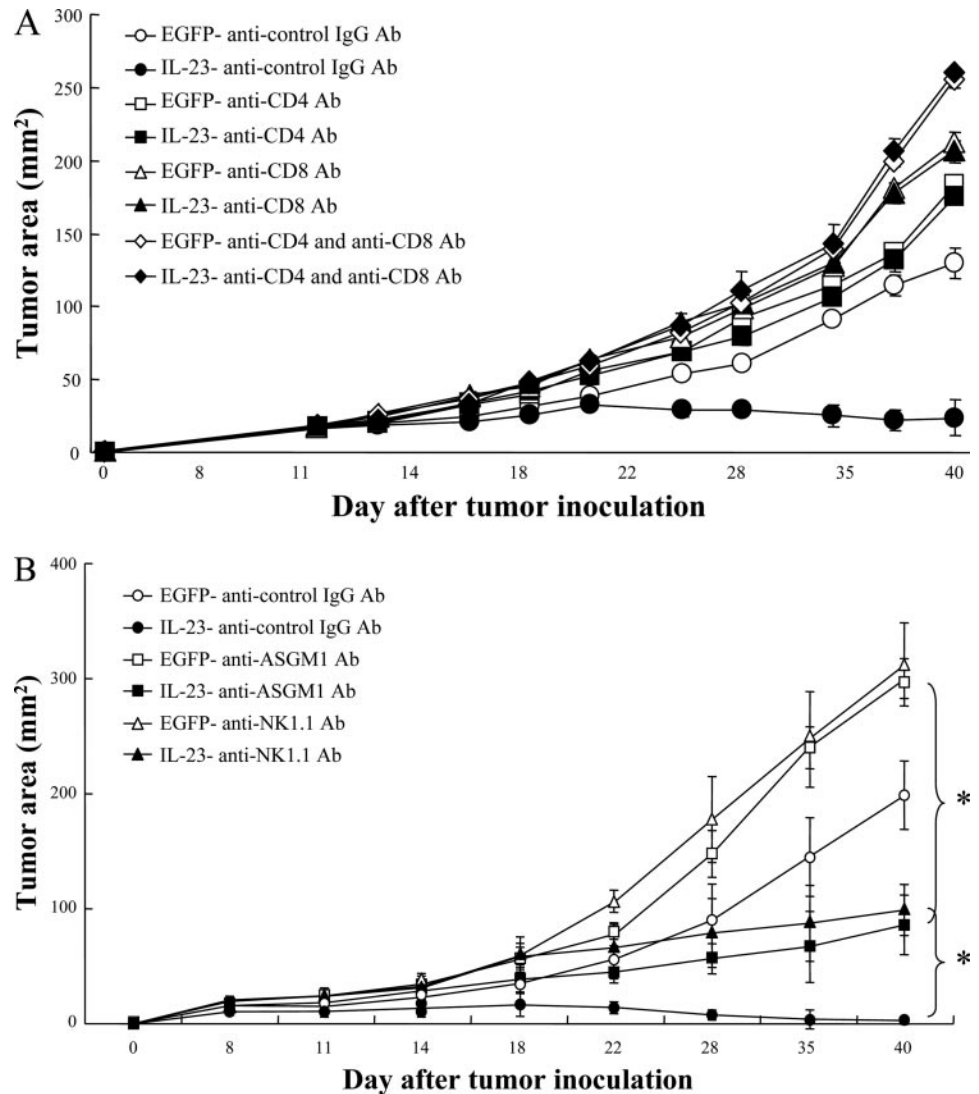 A
300
250
200
150
100
50
0
Tumor area (mm²)
EGFP- anti-control IgG Ab
IL-23- anti-control IgG Ab
EGFP- anti-CD4 Ab
IL-23- anti-CD4 Ab
EGFP- anti-CD8 Ab
IL-23- anti-CD8 Ab
EGFP- anti-CD4 and anti-CD8 Ab
IL-23- anti-CD4 and anti-CD8 Ab
0 8 11 14 18 22 28 35 40
Day after tumor inoculation
B
400
300
200
100
0
Tumor area (mm²)
EGFP- anti-control IgG Ab
IL-23- anti-control IgG Ab
EGFP- anti-ASGM1 Ab
IL-23- anti-ASGM1 Ab
EGFP- anti-NK1.1 Ab
IL-23- anti-NK1.1 Ab
*
*
0 8 11 14 18 22 28 35 40
Day after tumor inoculation